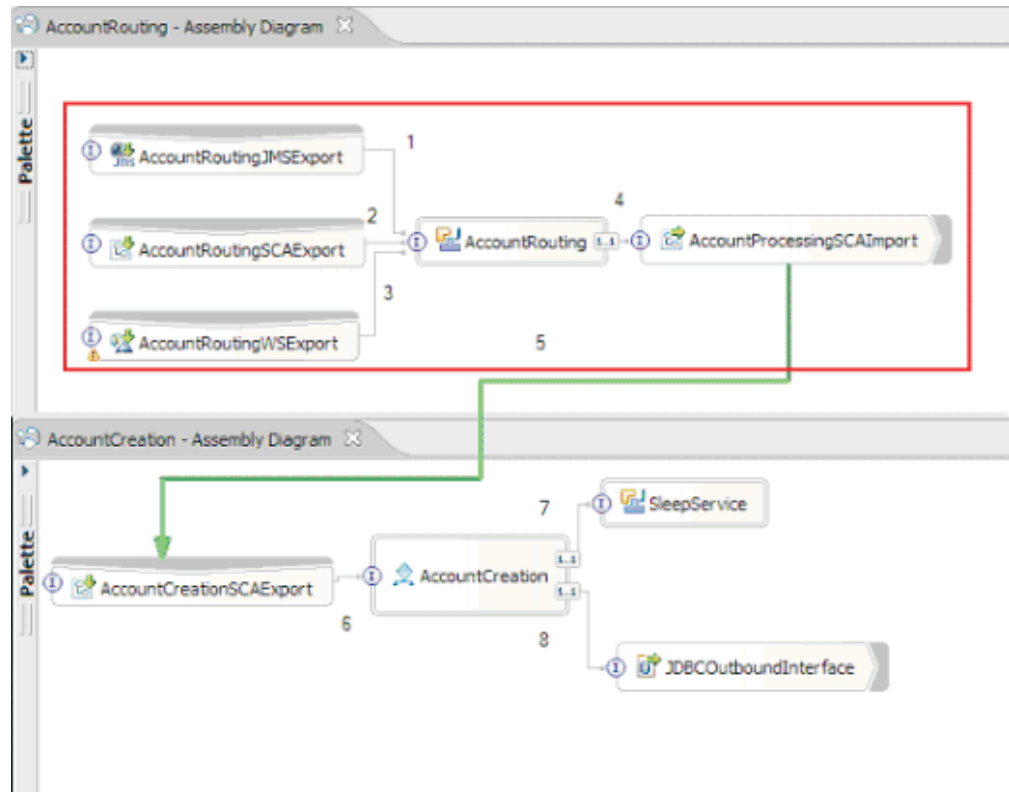 AccountRouting - Assembly Diagram
Palette
1
JMS
AccountRoutingJMSExport
2
4
AccountRoutingSCAExport
AccountRouting
1..1
AccountProcessingSCAImport
3
AccountRoutingWSExport
5
AccountCreation - Assembly Diagram
Palette
7
SleepService
1..1
AccountCreationSCAExport
AccountCreation
1..1
6
8
JDBCOutboundInterface